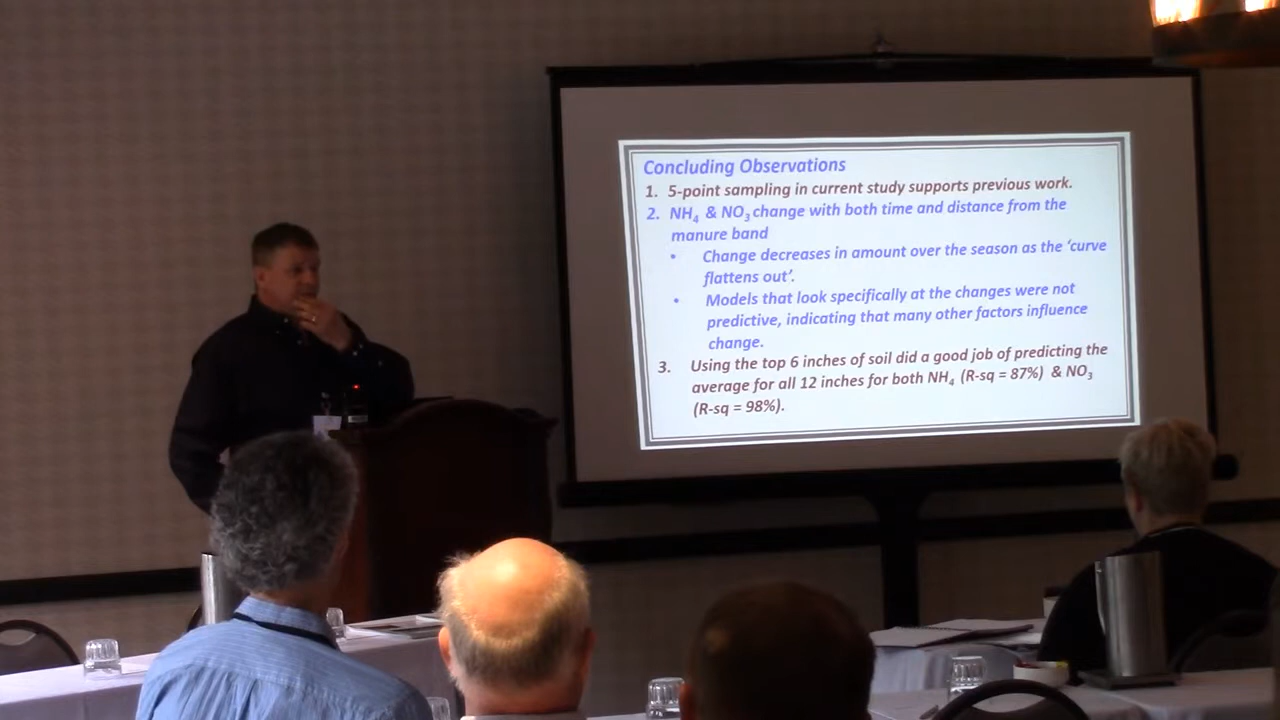 Concluding Observations
1. 5-point sampling in current study supports previous work.
2. NH₄ & NO₃ change with both time and distance from the
manure band
• Change decreases in amount over the season as the ‘curve
flattens out’.
• Models that look specifically at the changes were not
predictive, indicating that many other factors influence
change.
3. Using the top 6 inches of soil did a good job of predicting the
average for all 12 inches for both NH₄ (R-sq = 87%) & NO₃
(R-sq = 98%).